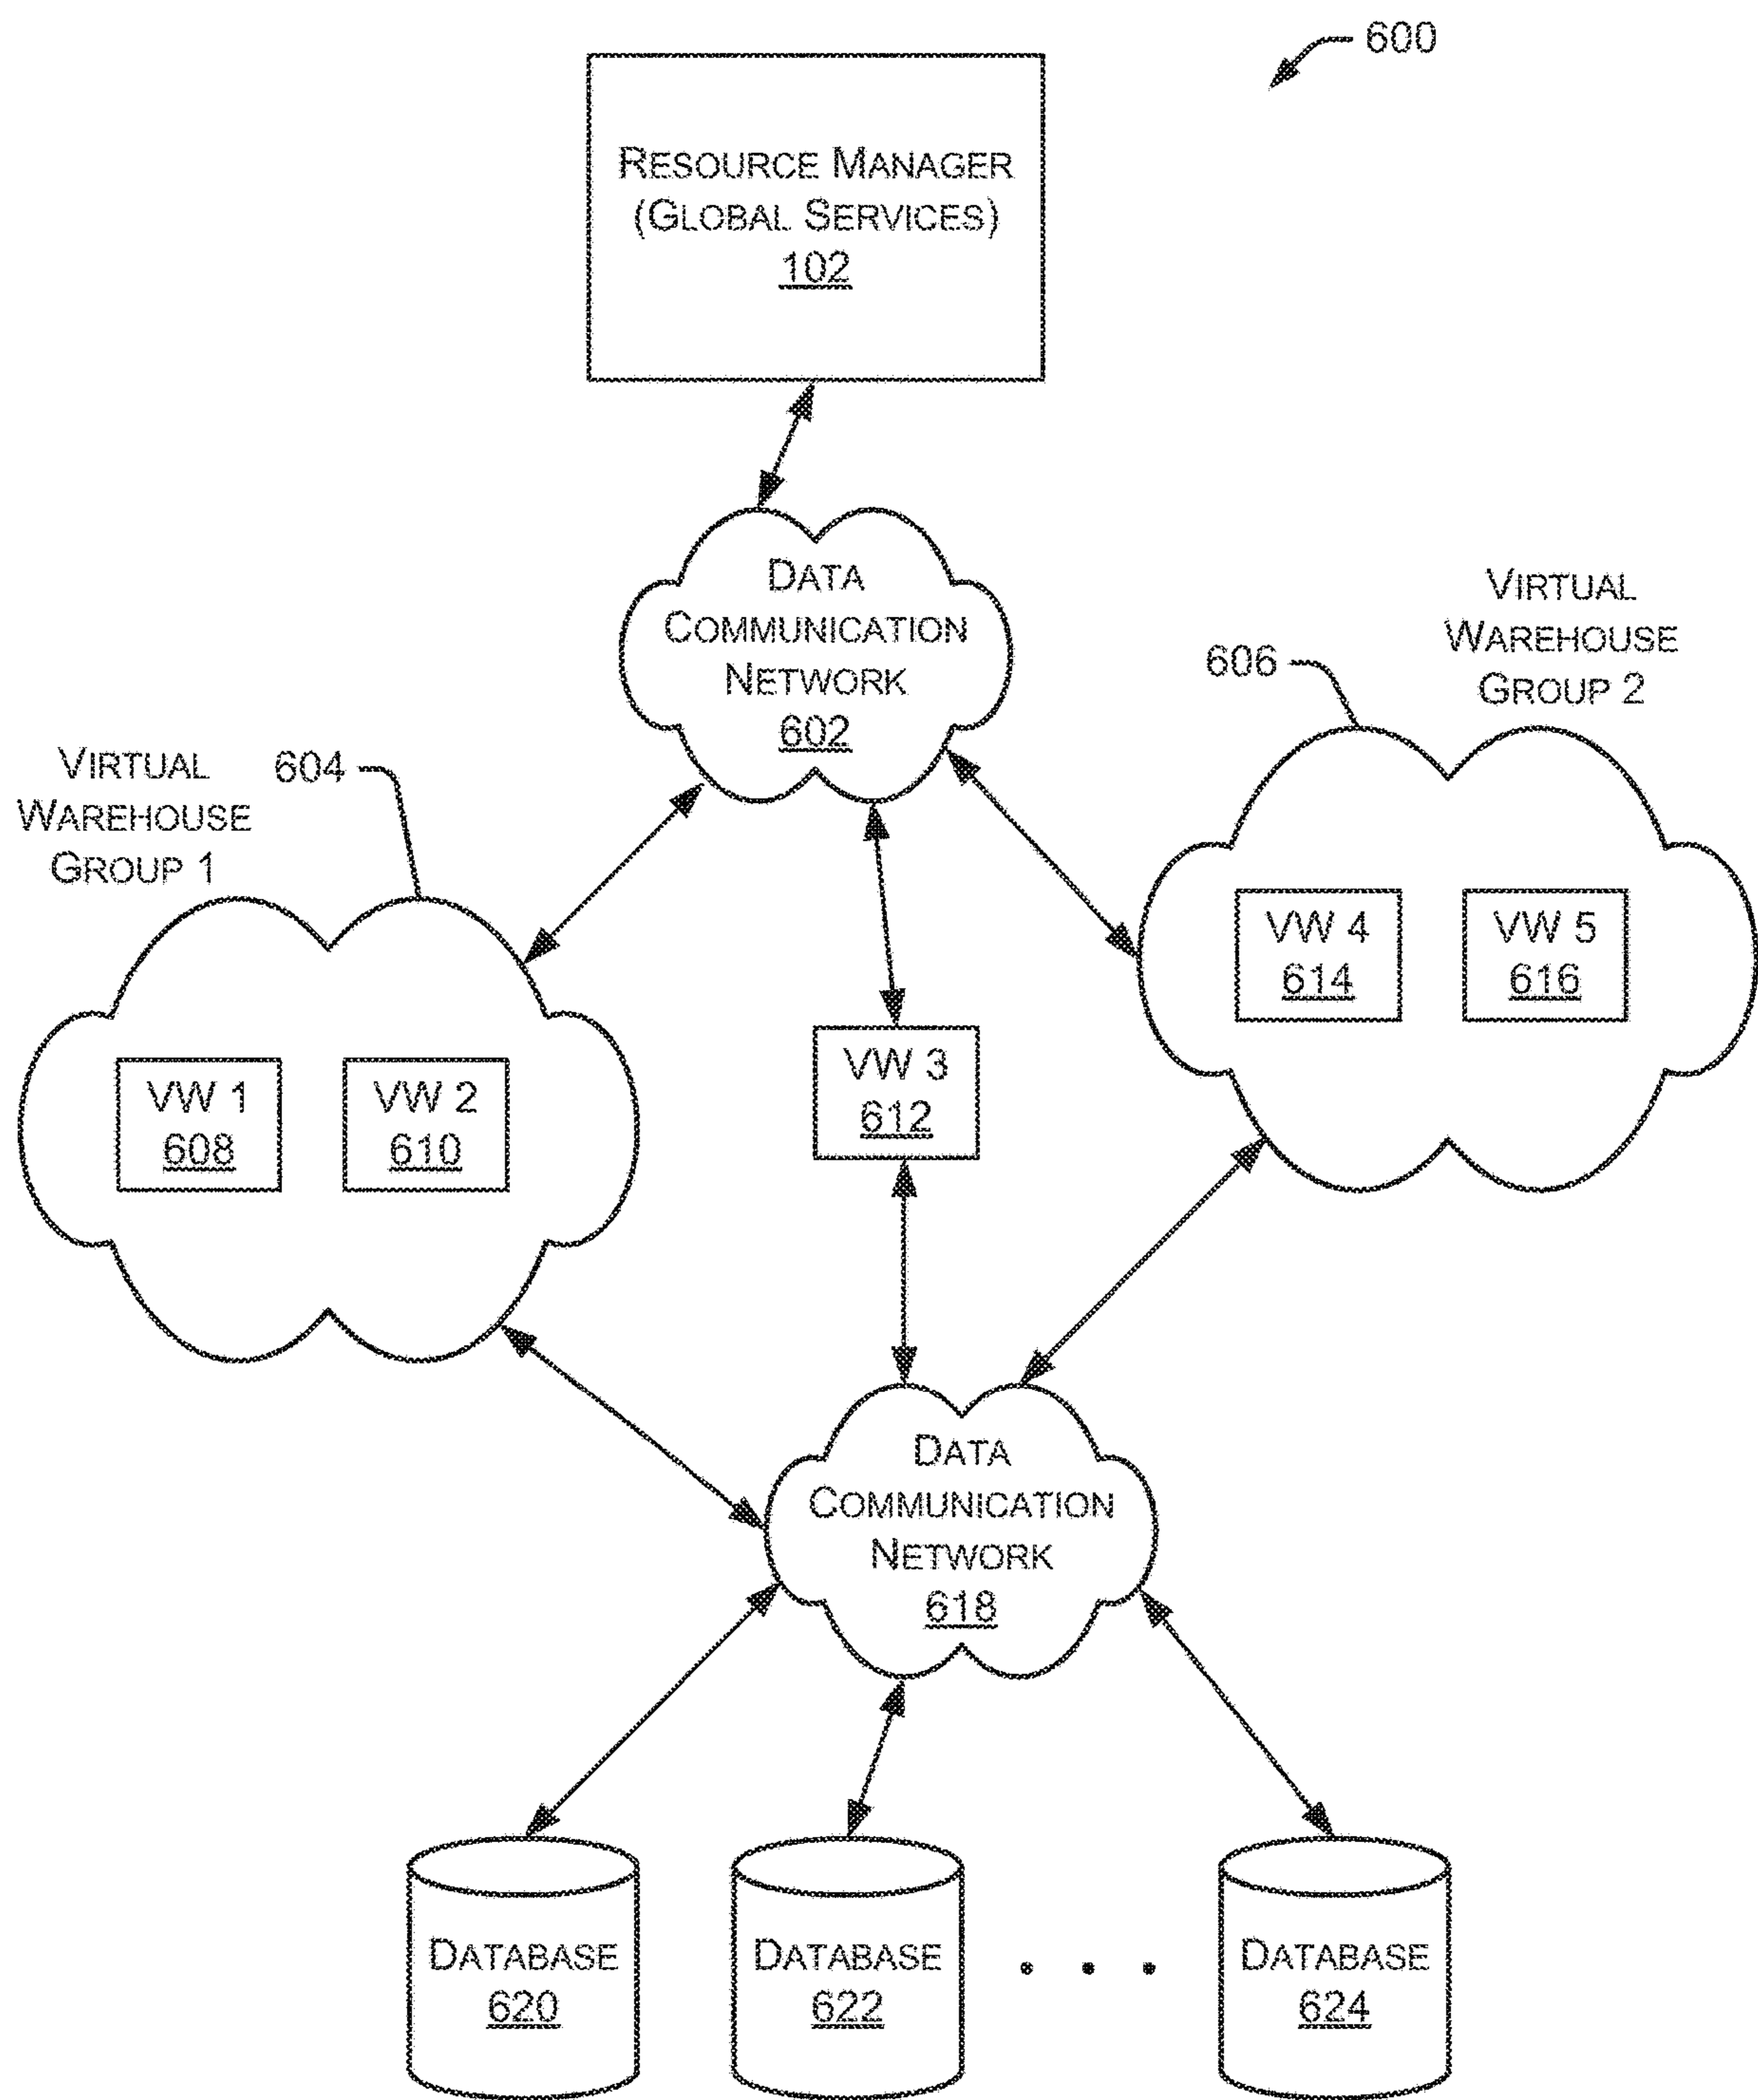 600
RESOURCE MANAGER
(GLOBAL SERVICES)
102
DATA
COMMUNICATION
NETWORK
602
VIRTUAL
WAREHOUSE
GROUP 2
606
VIRTUAL
WAREHOUSE
GROUP 1
604
VW 4
614
VW 5
616
VW 3
612
VW 1
608
VW 2
610
DATA
COMMUNICATION
NETWORK
618
DATABASE
620
DATABASE
622
. . .
DATABASE
624